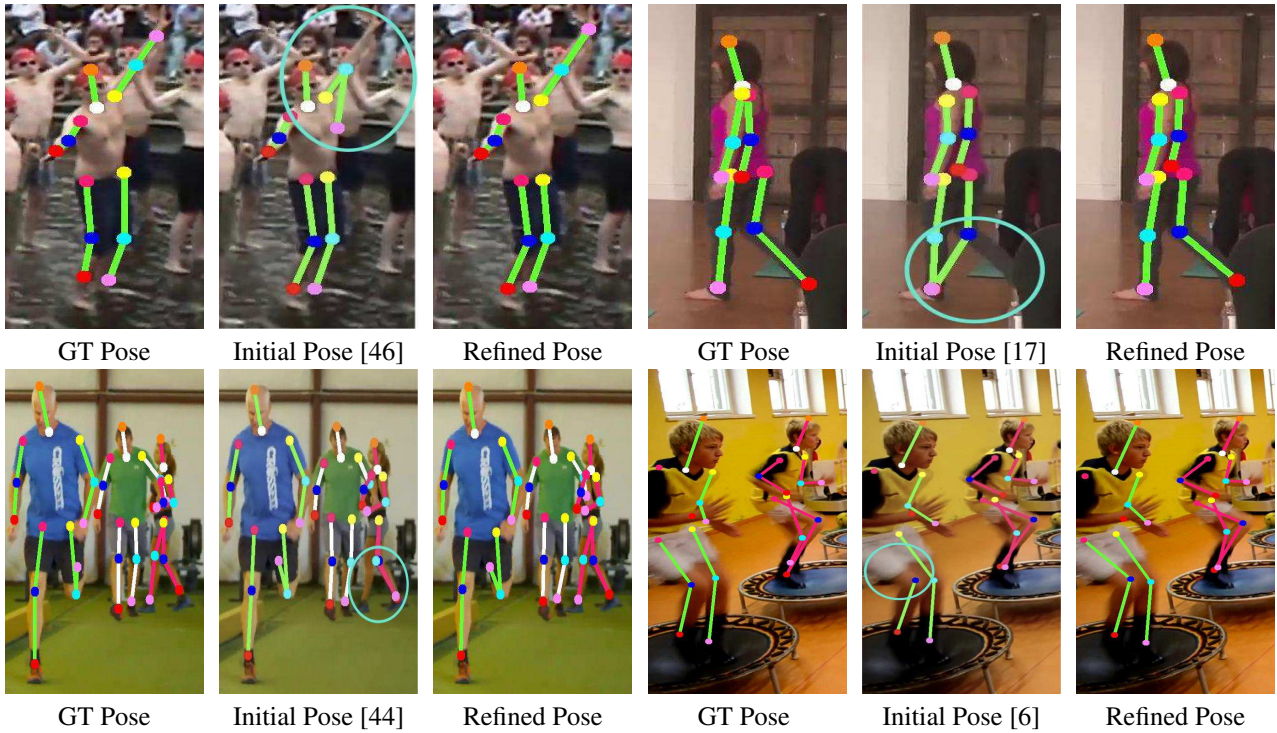 GT Pose Initial Pose [46] Refined Pose GT Pose Initial Pose [17] Refined Pose
GT Pose Initial Pose [44] Refined Pose GT Pose Initial Pose [6] Refined Pose